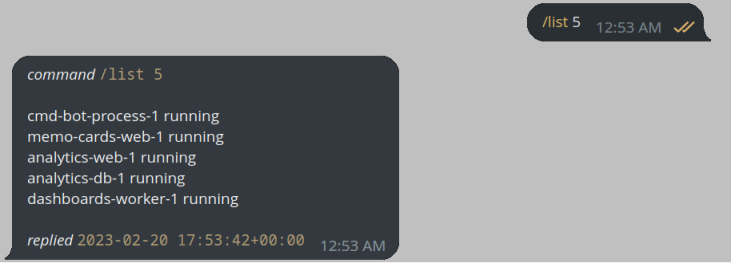 /list 5
12:53 AM
command /list 5
cmd-bot-process-1 running
memo-cards-web-1 running
analytics-web-1 running
analytics-db-1 running
dashboards-worker-1 running
replied 2023-02-20 17:53:42+00:00
12:53 AM